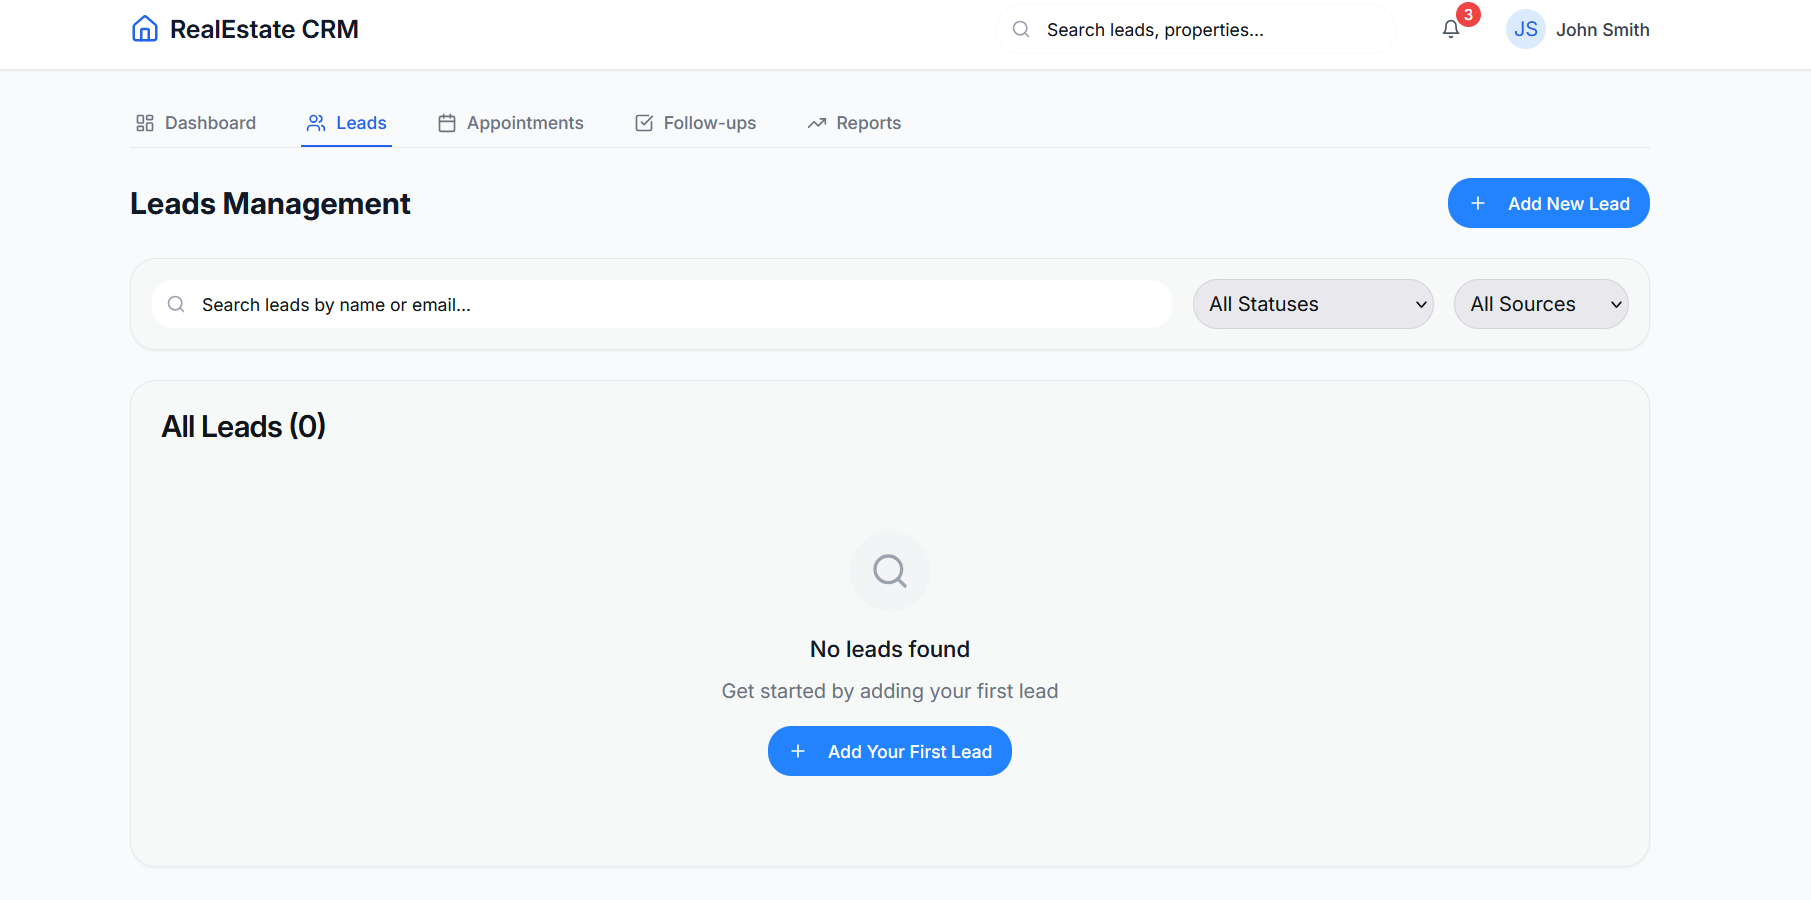 RealEstate CRM
Search leads, properties...
3
JS
John Smith
Dashboard
Leads
Appointments
Follow-ups
Reports
Leads Management
Add New Lead
Search leads by name or email...
All Statuses
All Sources
All Leads (0)
No leads found
Get started by adding your first lead
Add Your First Lead